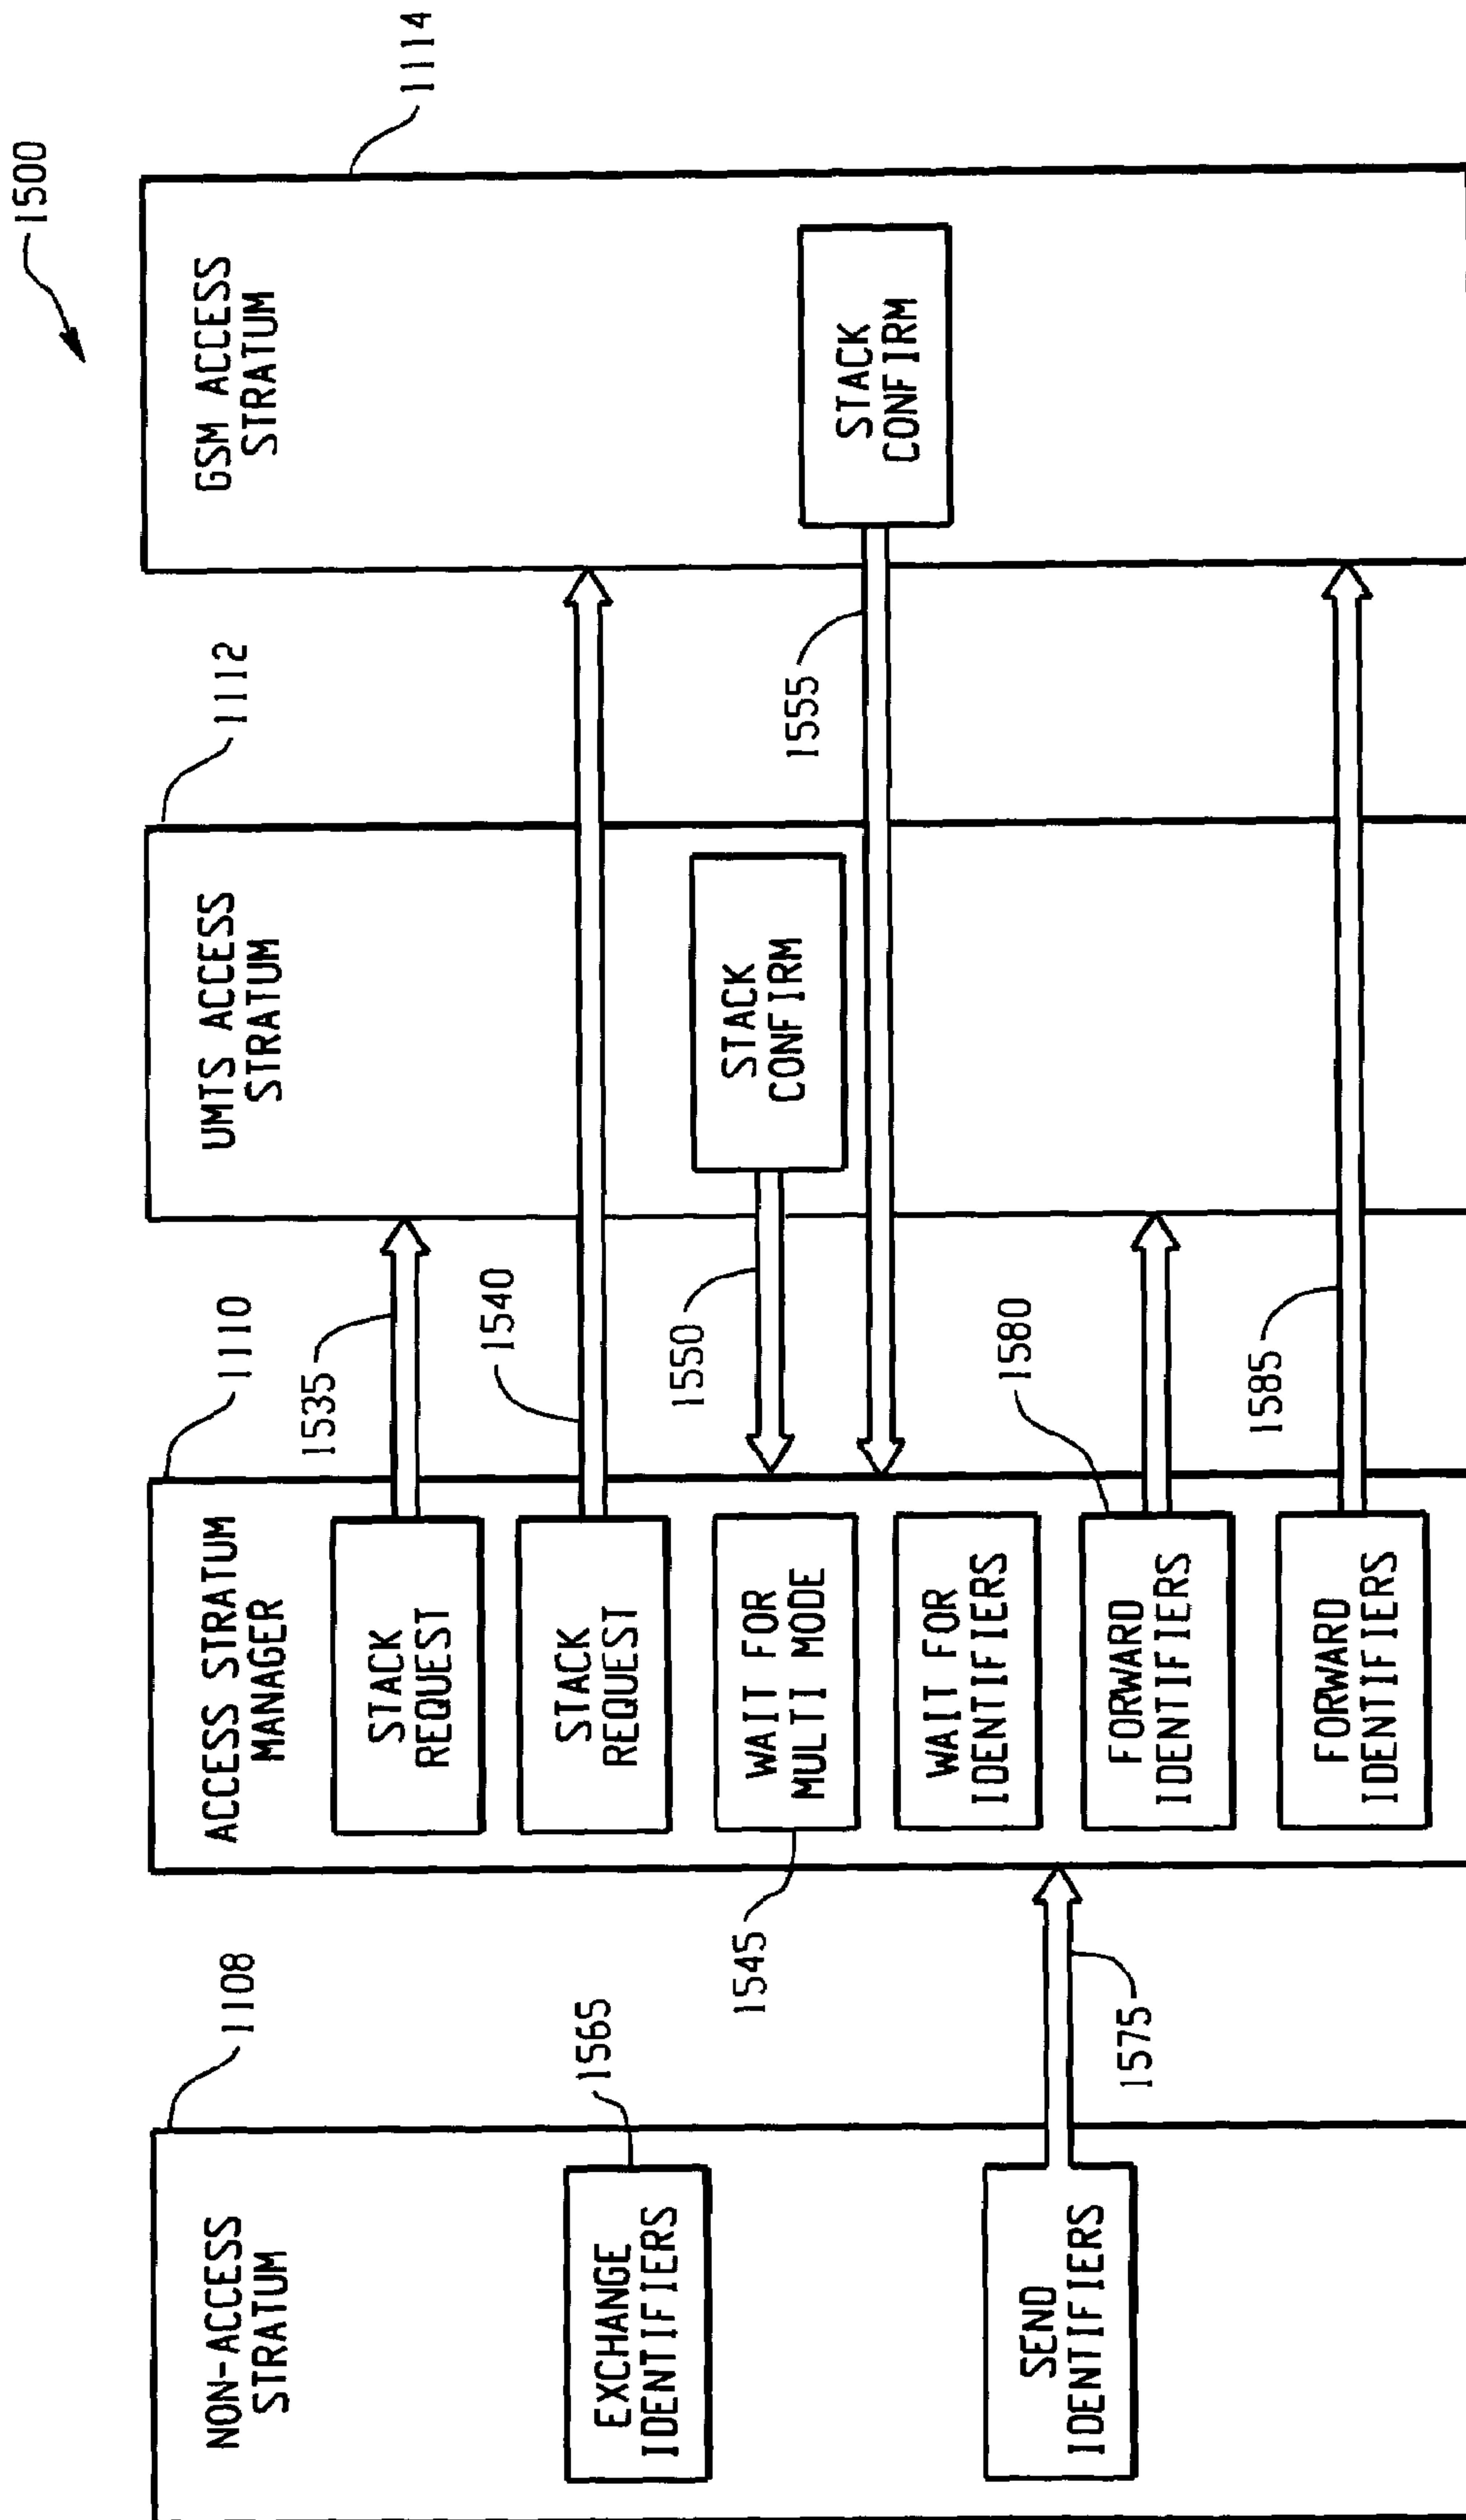 1500
1108
1110
1112
1114
NON-ACCESS
STRATUM
ACCESS STRATUM
MANAGER
UMTS ACCESS
STRATUM
GSM ACCESS
STRATUM
STACK
REQUEST
1535
STACK
REQUEST
1540
EXCHANGE
IDENTIFIERS
1565
WAIT FOR
MULTI MODE
1545
STACK
CONFIRM
1550
STACK
CONFIRM
1555
WAIT FOR
IDENTIFIERS
SEND
IDENTIFIERS
1575
FORWARD
IDENTIFIERS
1580
FORWARD
IDENTIFIERS
1585